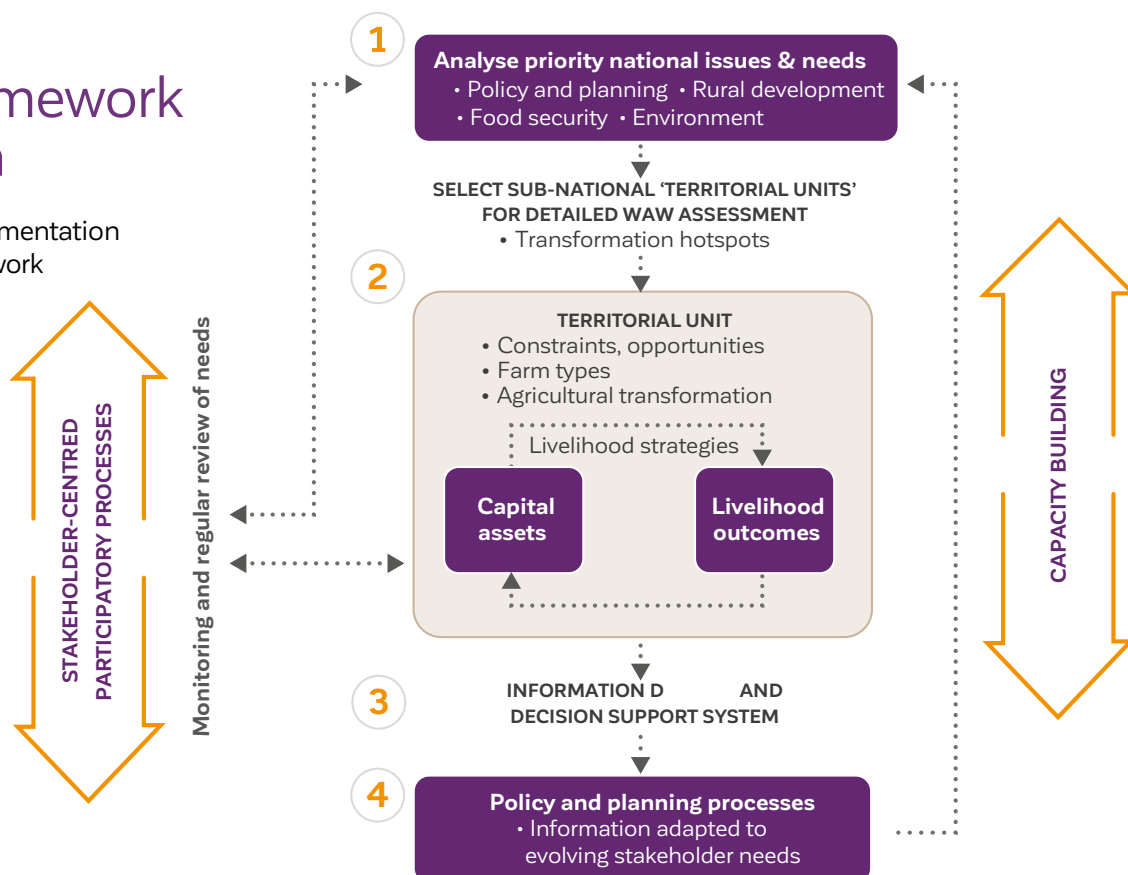 mework
n
mentation
work
1
Analyse priority national issues & needs
• Policy and planning • Rural development
• Food security • Environment
SELECT SUB-NATIONAL ‘TERRITORIAL UNITS’
FOR DETAILED WAW ASSESSMENT
• Transformation hotspots
2
TERRITORIAL UNIT
• Constraints, opportunities
• Farm types
• Agricultural transformation
Livelihood strategies
Capital
assets
Livelihood
outcomes
STAKEHOLDER-CENTRED
PARTICIPATORY PROCESSES
Monitoring and regular review of needs
CAPACITY BUILDING
3
INFORMATION D AND
DECISION SUPPORT SYSTEM
4
Policy and planning processes
• Information adapted to
evolving stakeholder needs